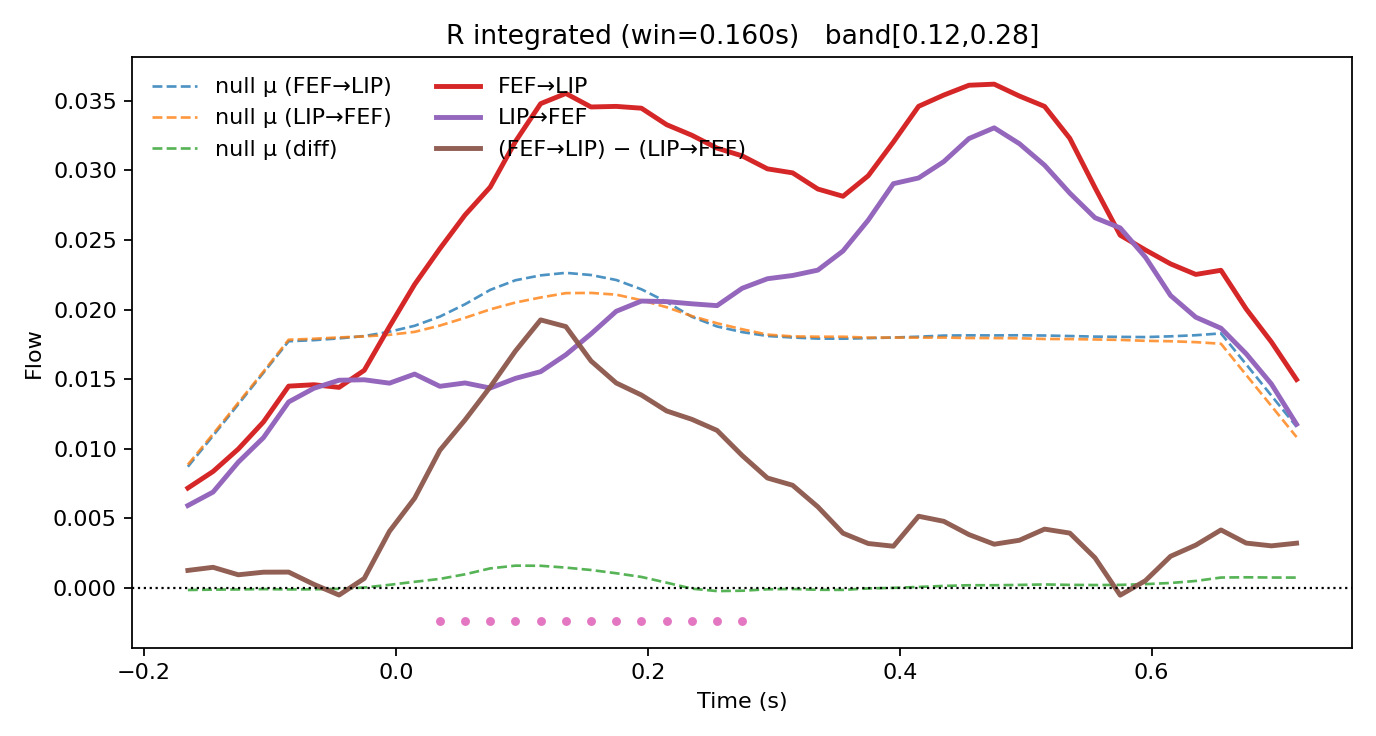 R integrated (win=0.160s)   band[0.12,0.28]
null μ (FEF→LIP)
null μ (LIP→FEF)
null μ (diff)
FEF→LIP
LIP→FEF
(FEF→LIP) − (LIP→FEF)
Flow
0.035
0.030
0.025
0.020
0.015
0.010
0.005
0.000
−0.2
0.0
0.2
0.4
0.6
Time (s)